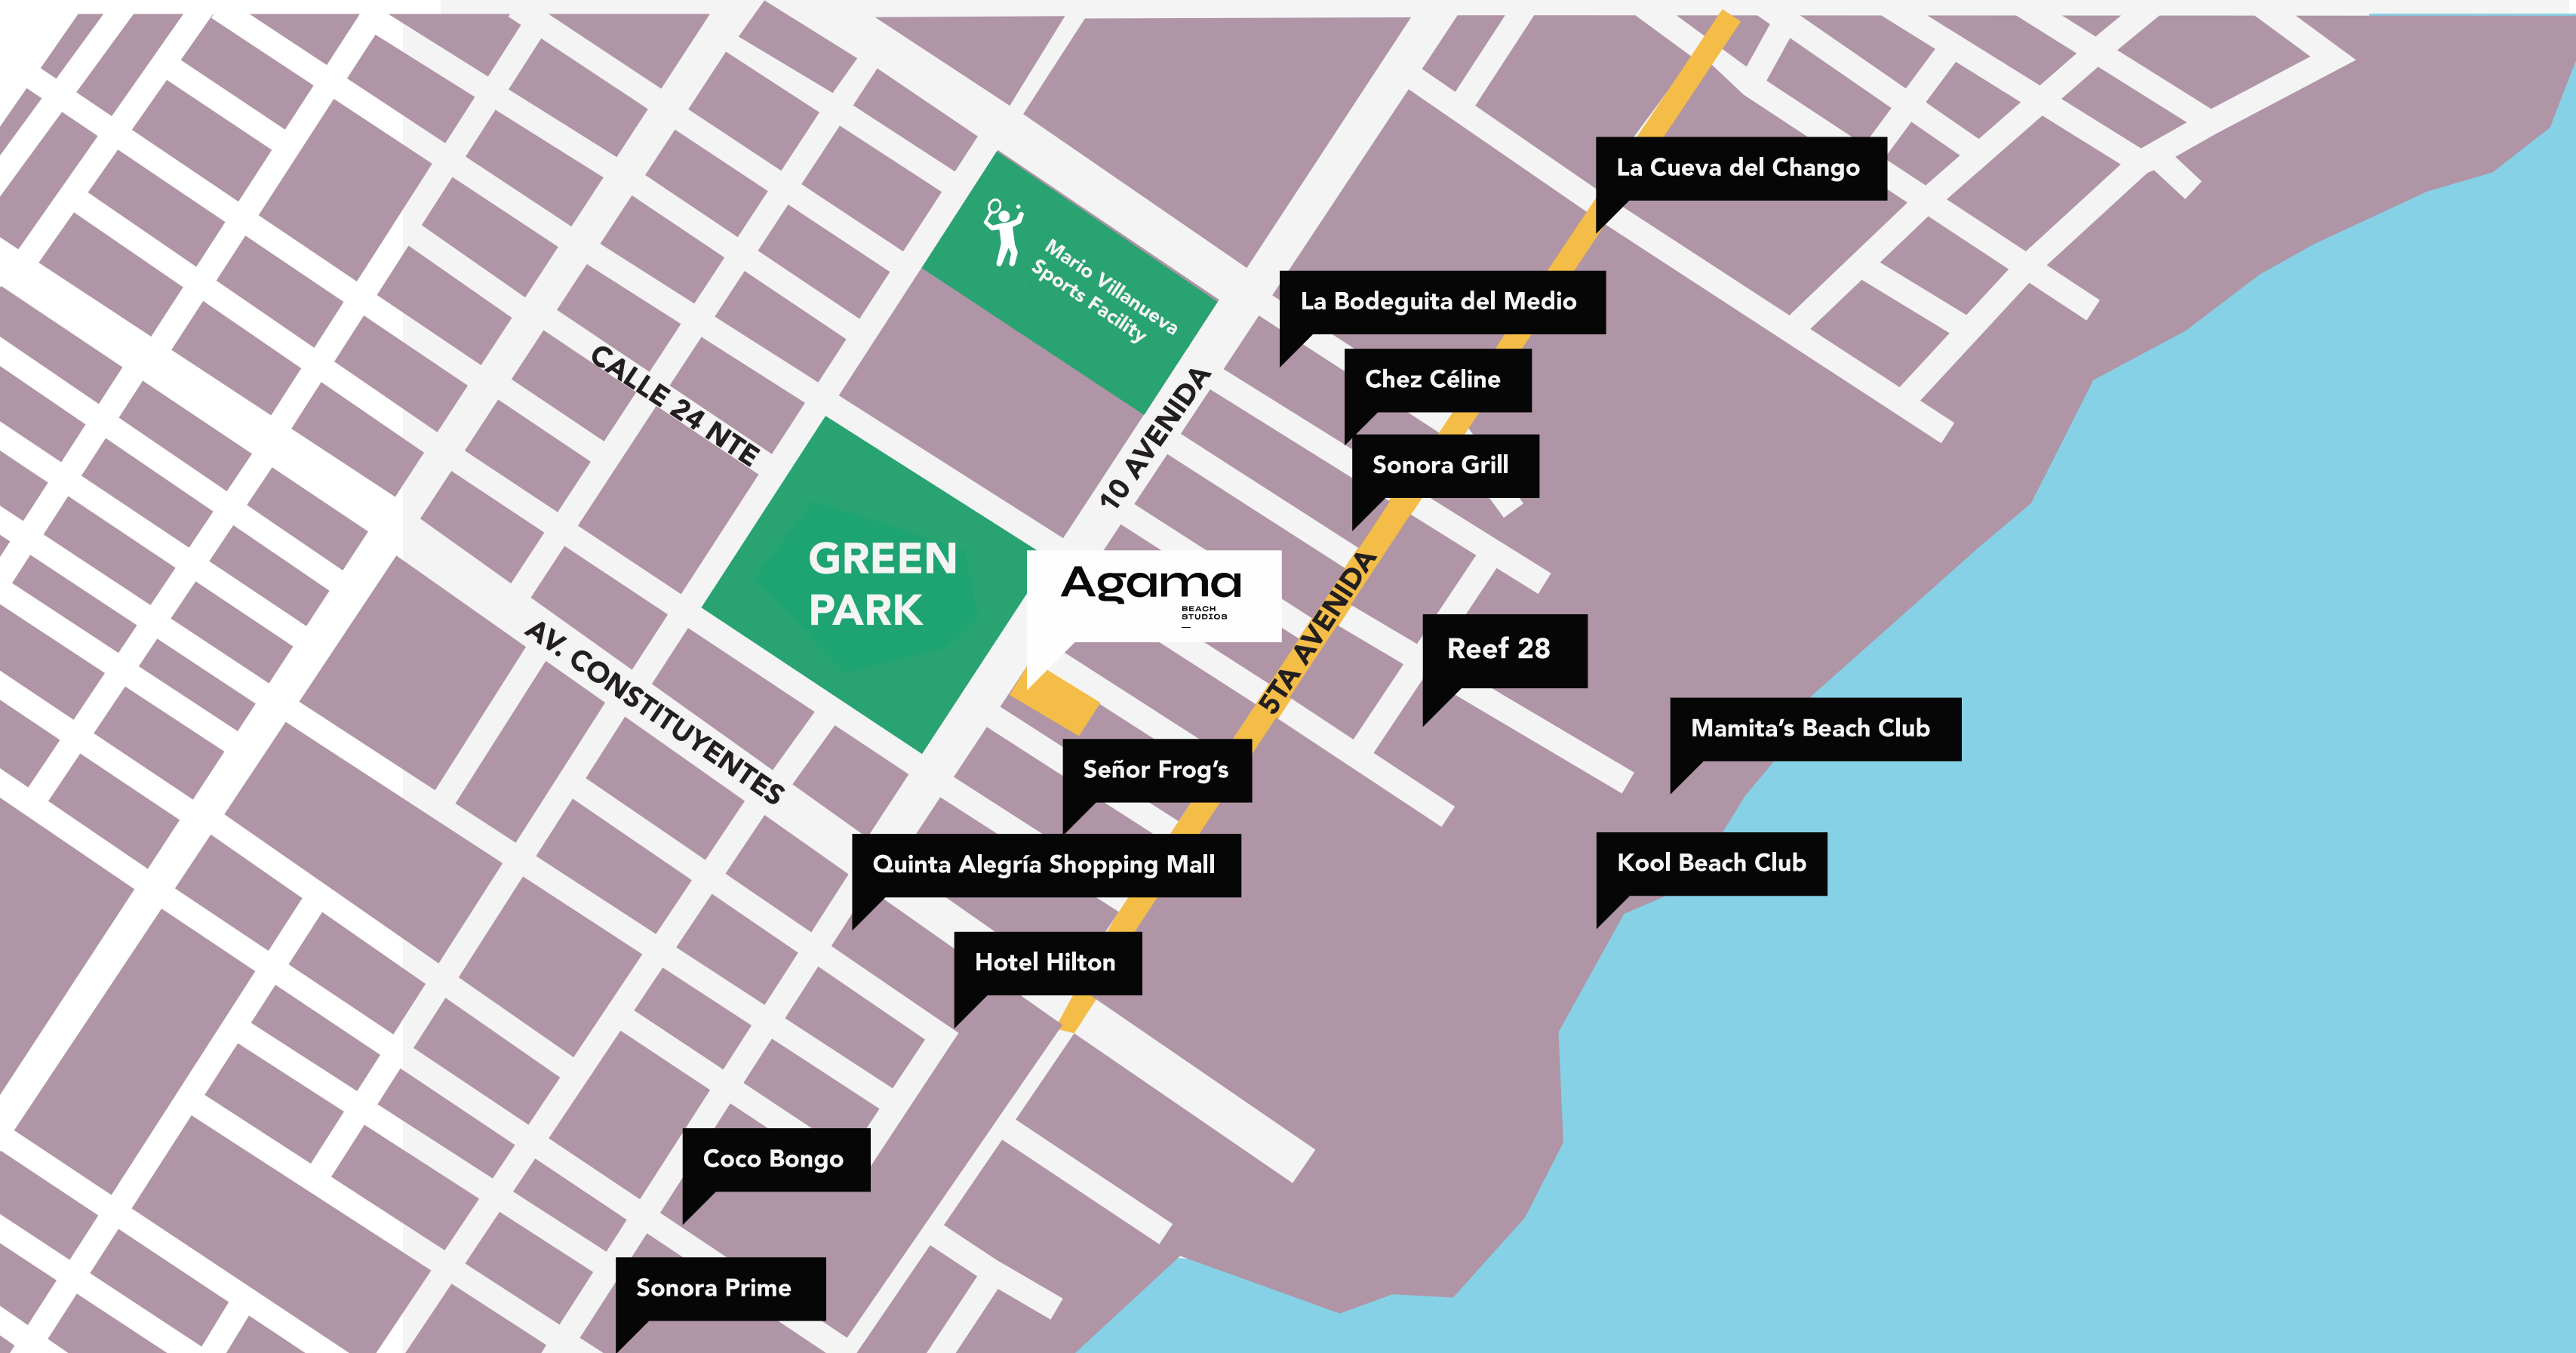 La Cueva del Chango
Mario Villanueva
Sports Facility
La Bodeguita del Medio
CALLE 24 NTE
10 AVENIDA
Chez Céline
Sonora Grill
GREEN
PARK
Agama
BEACH
STUDIOS
5TA AVENIDA
Reef 28
AV. CONSTITUYENTES
Mamita’s Beach Club
Señor Frog’s
Quinta Alegría Shopping Mall
Kool Beach Club
Hotel Hilton
Coco Bongo
Sonora Prime